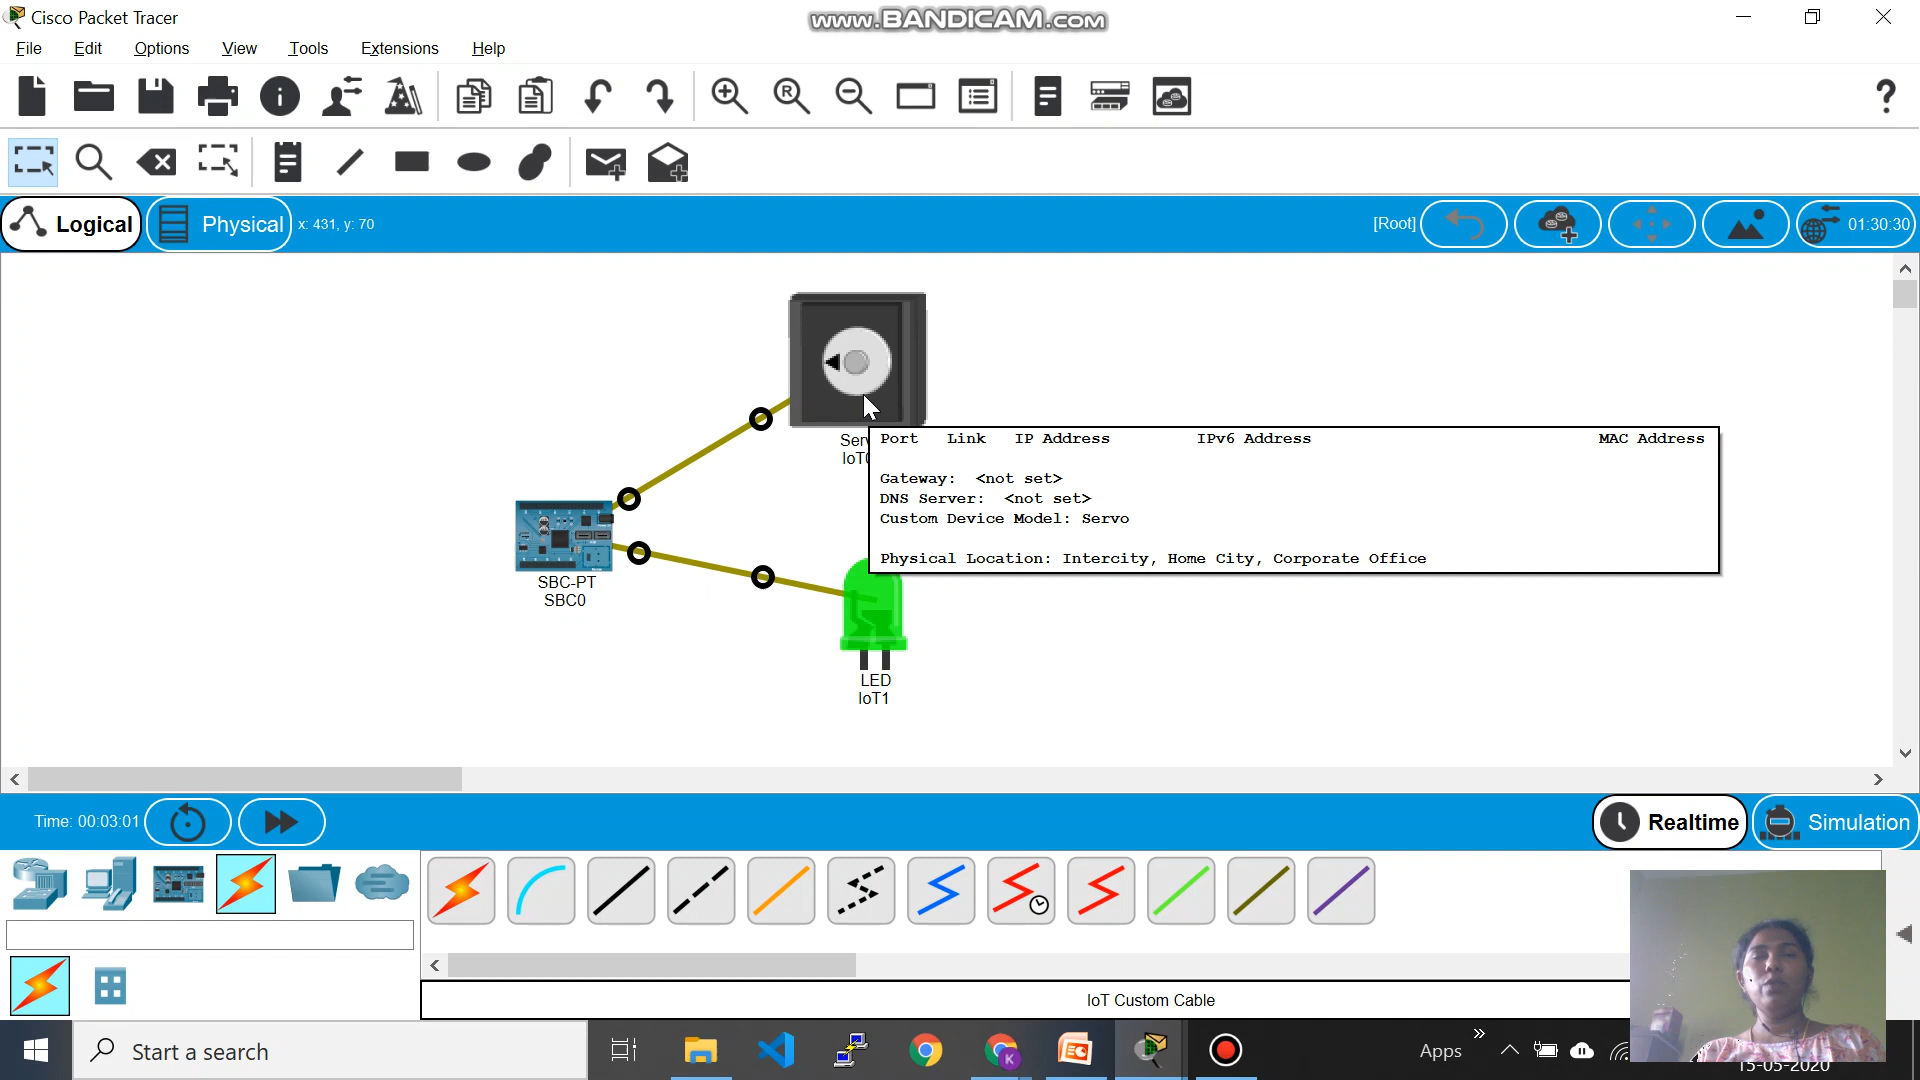 Cisco Packet Tracer
www.BANDICAM.com
File Edit Options View Tools Extensions Help
Logical
Physical
x: 431, y: 70
[Root]
01:30:30
Port Link IP Address IPv6 Address MAC Address
Gateway: <not set>
DNS Server: <not set>
Custom Device Model: Servo
Physical Location: Intercity, Home City, Corporate Office
SBC-PT
SBC0
LED
IoT1
Time: 00:03:01
Realtime
Simulation
IoT Custom Cable
Start a search
Apps
15-05-2020